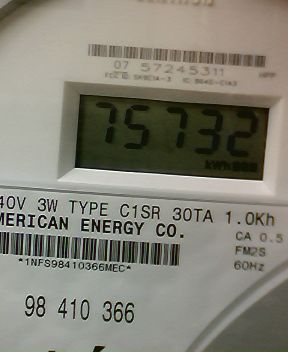 07 57245311
75732
kWh
40V 3W TYPE C1SR 30TA 1.0Kh
MERICAN ENERGY CO.
CA 0.5
FM2S
*1NFS98410366MEC*
60Hz
98 410 366